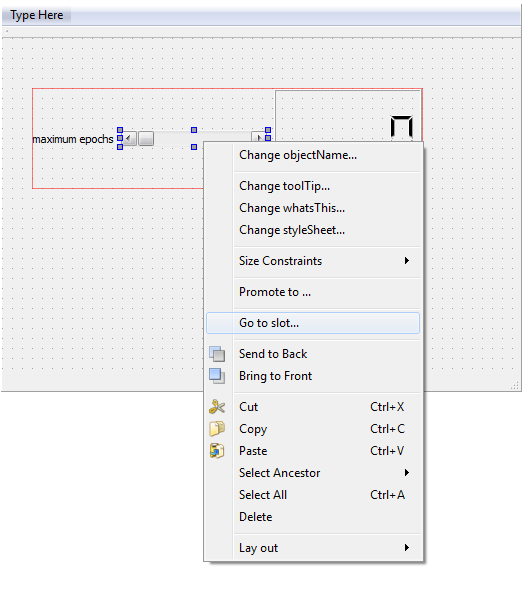 Type Here
maximum epochs
Change objectName...
Change toolTip...
Change whatsThis...
Change styleSheet...
Size Constraints
Promote to ...
Go to slot...
Send to Back
Bring to Front
Cut Ctrl+X
Copy Ctrl+C
Paste Ctrl+V
Select Ancestor
Select All Ctrl+A
Delete
Lay out